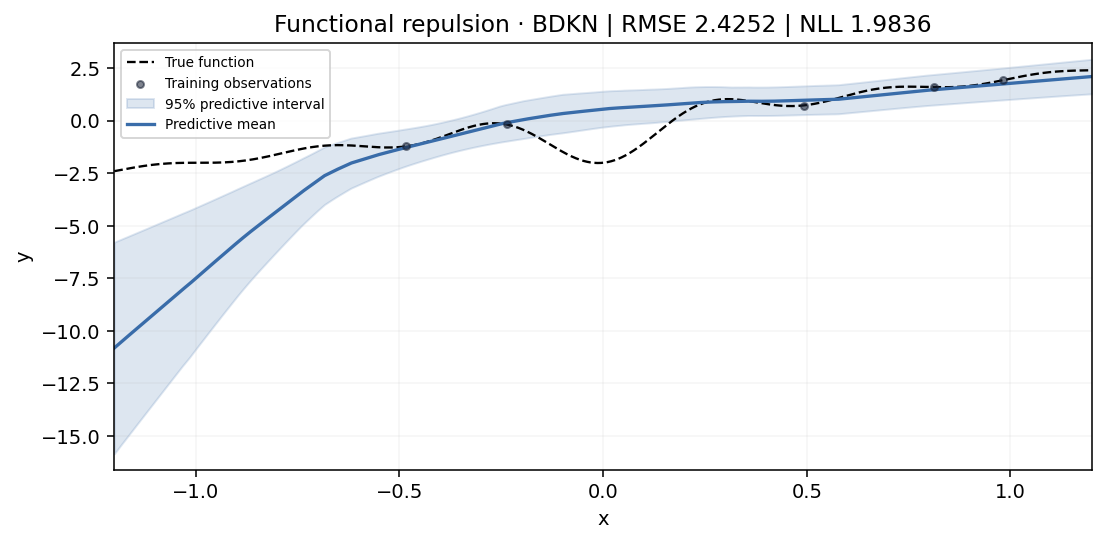 Functional repulsion · BDKN | RMSE 2.4252 | NLL 1.9836
True function
Training observations
95% predictive interval
Predictive mean
2.5
0.0
−2.5
−5.0
−7.5
−10.0
−12.5
−15.0
y
−1.0
−0.5
0.0
0.5
1.0
x